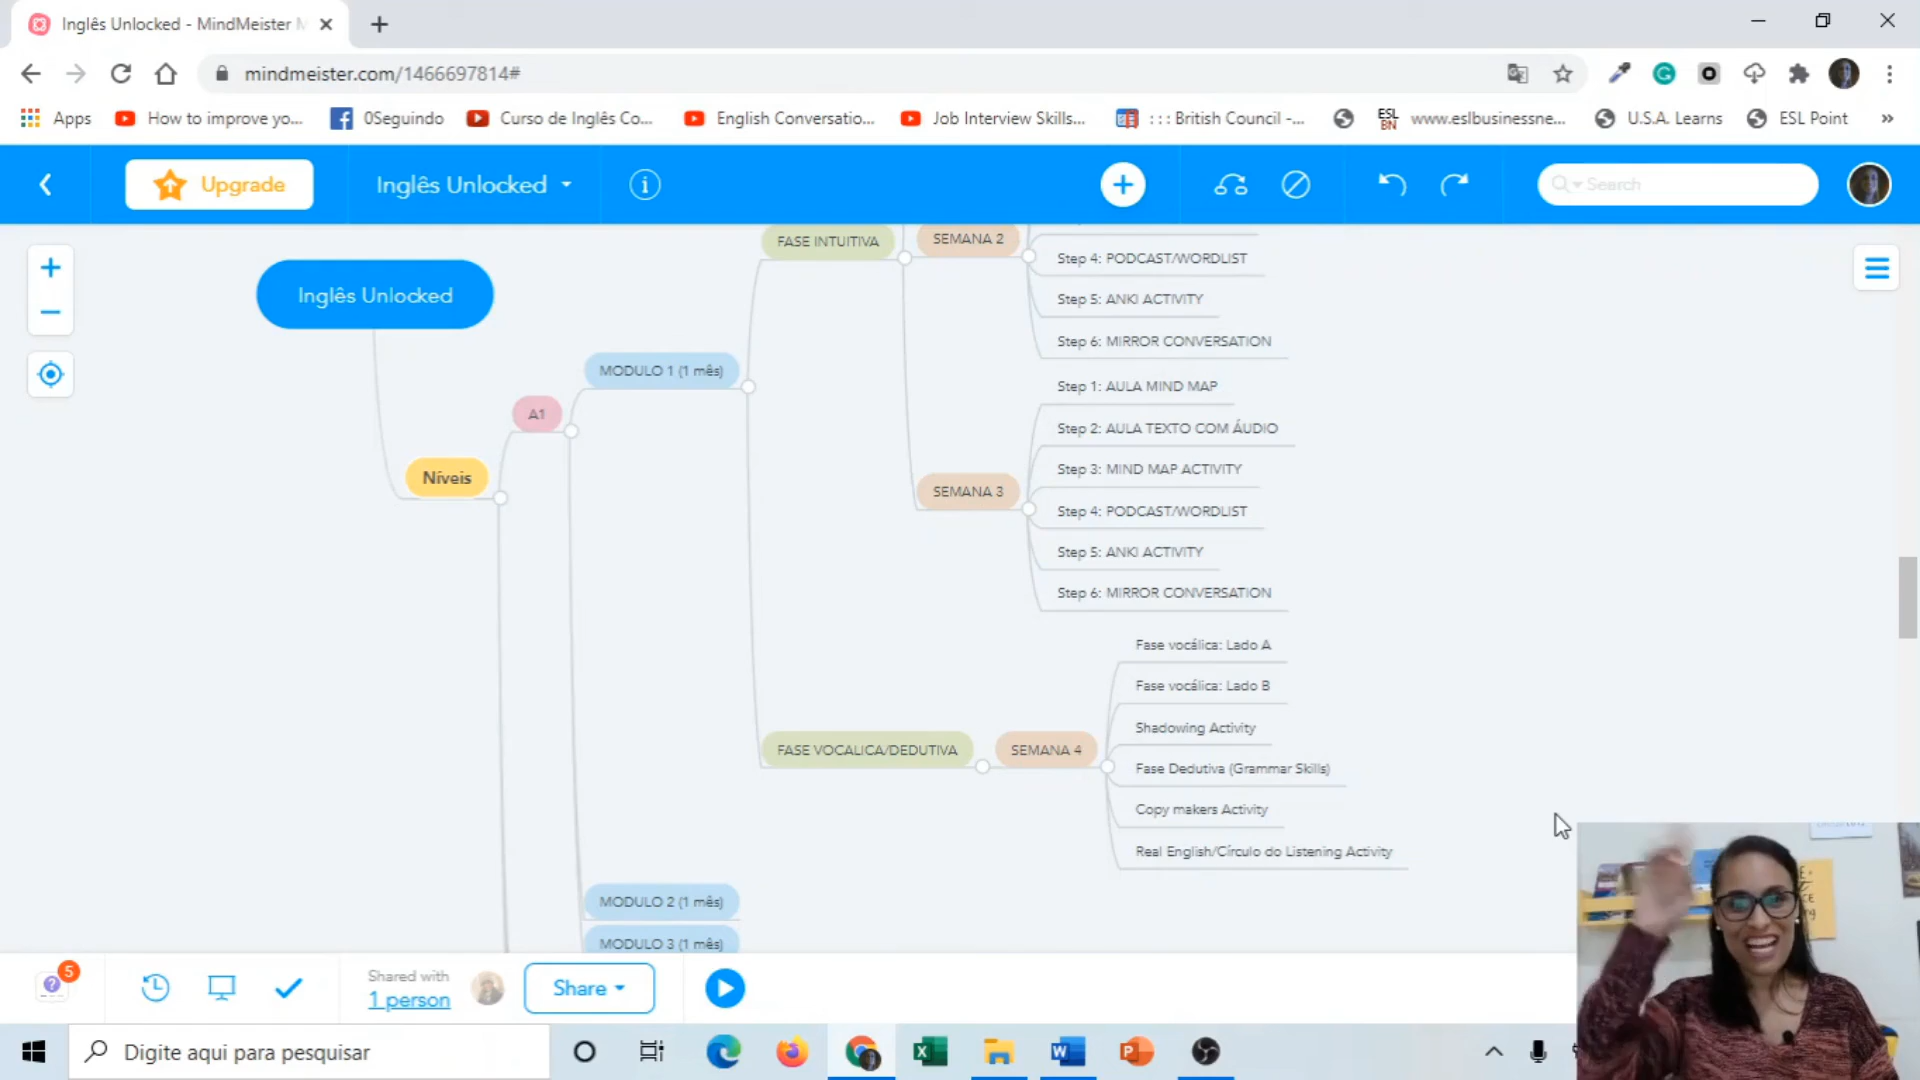 Inglês Unlocked - MindMeister M
mindmeister.com/1466697814#
Apps
How to improve yo...
0Seguindo
Curso de Inglês Co...
English Conversatio...
Job Interview Skills...
: : : British Council -...
ESL
BN
www.eslbusinessne...
U.S.A. Learns
ESL Point
»
Upgrade
Inglês Unlocked
Search
Inglês Unlocked
Níveis
A1
MODULO 1 (1 mês)
FASE INTUITIVA
SEMANA 2
Step 4: PODCAST/WORDLIST
Step 5: ANKI ACTIVITY
Step 6: MIRROR CONVERSATION
SEMANA 3
Step 1: AULA MIND MAP
Step 2: AULA TEXTO COM ÁUDIO
Step 3: MIND MAP ACTIVITY
Step 4: PODCAST/WORDLIST
Step 5: ANKI ACTIVITY
Step 6: MIRROR CONVERSATION
FASE VOCALICA/DEDUTIVA
SEMANA 4
Fase vocálica: Lado A
Fase vocálica: Lado B
Shadowing Activity
Fase Dedutiva (Grammar Skills)
Copy makers Activity
Real English/Círculo do Listening Activity
MODULO 2 (1 mês)
MODULO 3 (1 mês)
5
Shared with
1 person
Share
Digite aqui para pesquisar